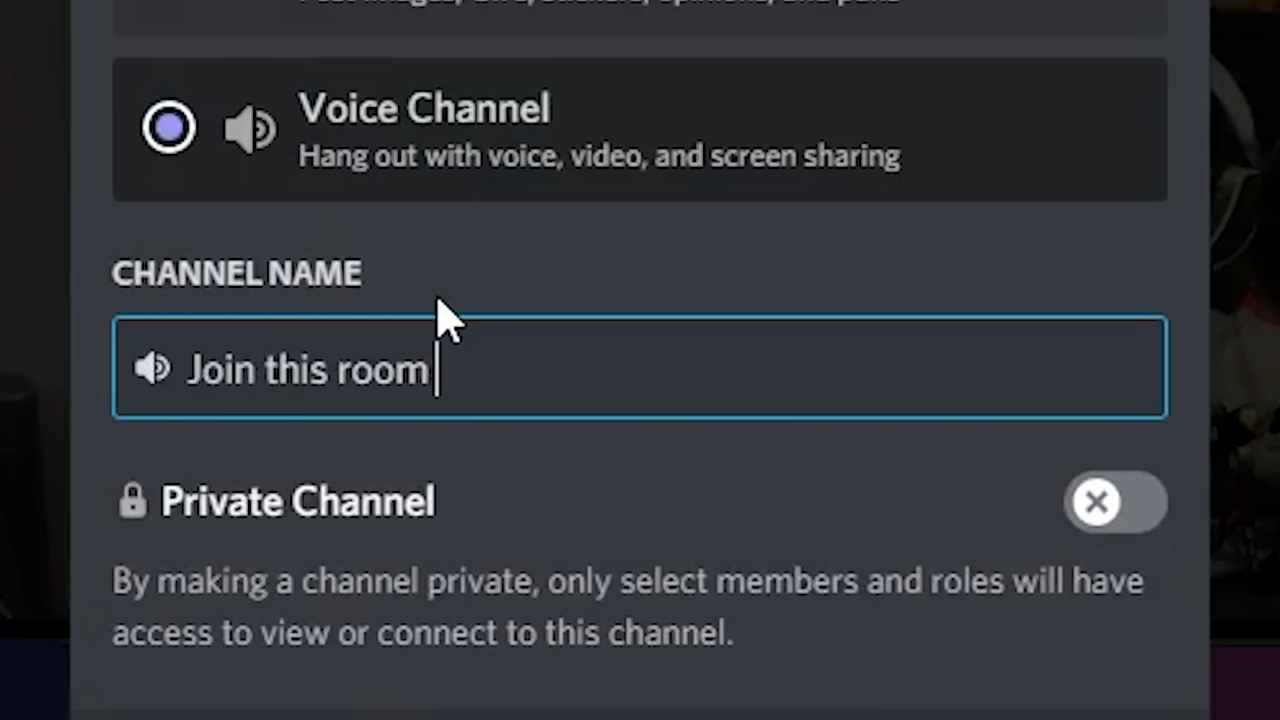 Voice Channel
Hang out with voice, video, and screen sharing
CHANNEL NAME
Join this room
Private Channel
By making a channel private, only select members and roles will have
access to view or connect to this channel.